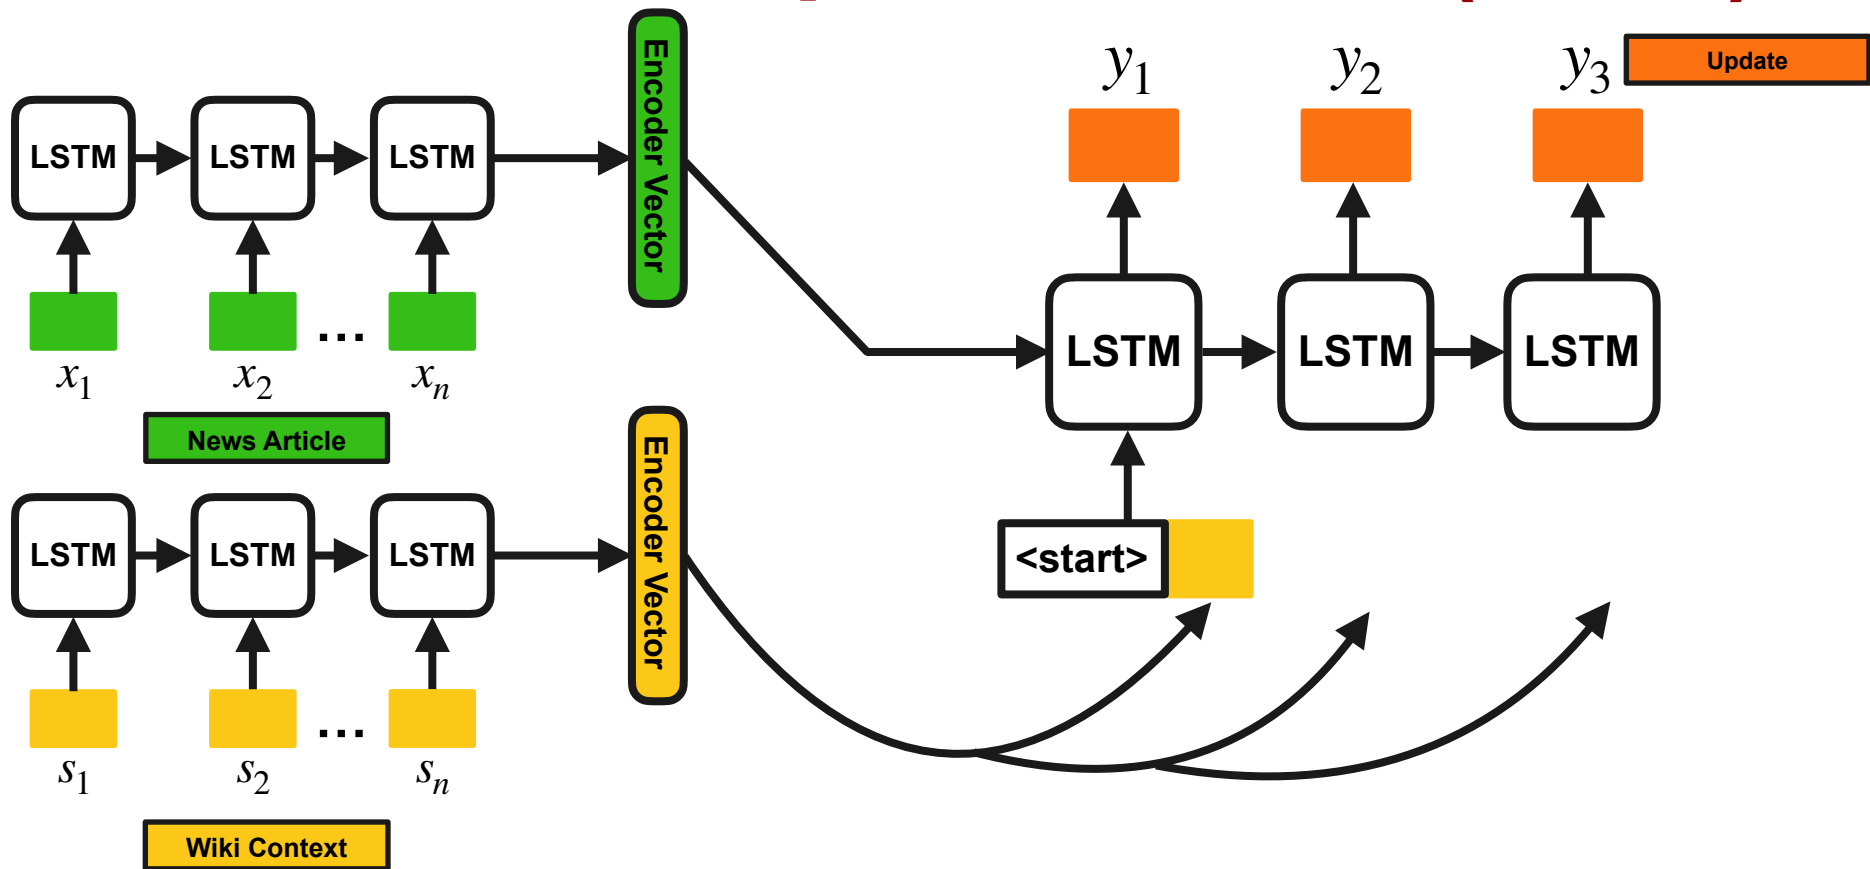 y1 y2 y3
Update
Encoder Vector
LSTM LSTM LSTM
LSTM LSTM LSTM
...
x1 x2 xn
News Article
Encoder Vector
LSTM LSTM LSTM
<start>
...
s1 s2 sn
Wiki Context